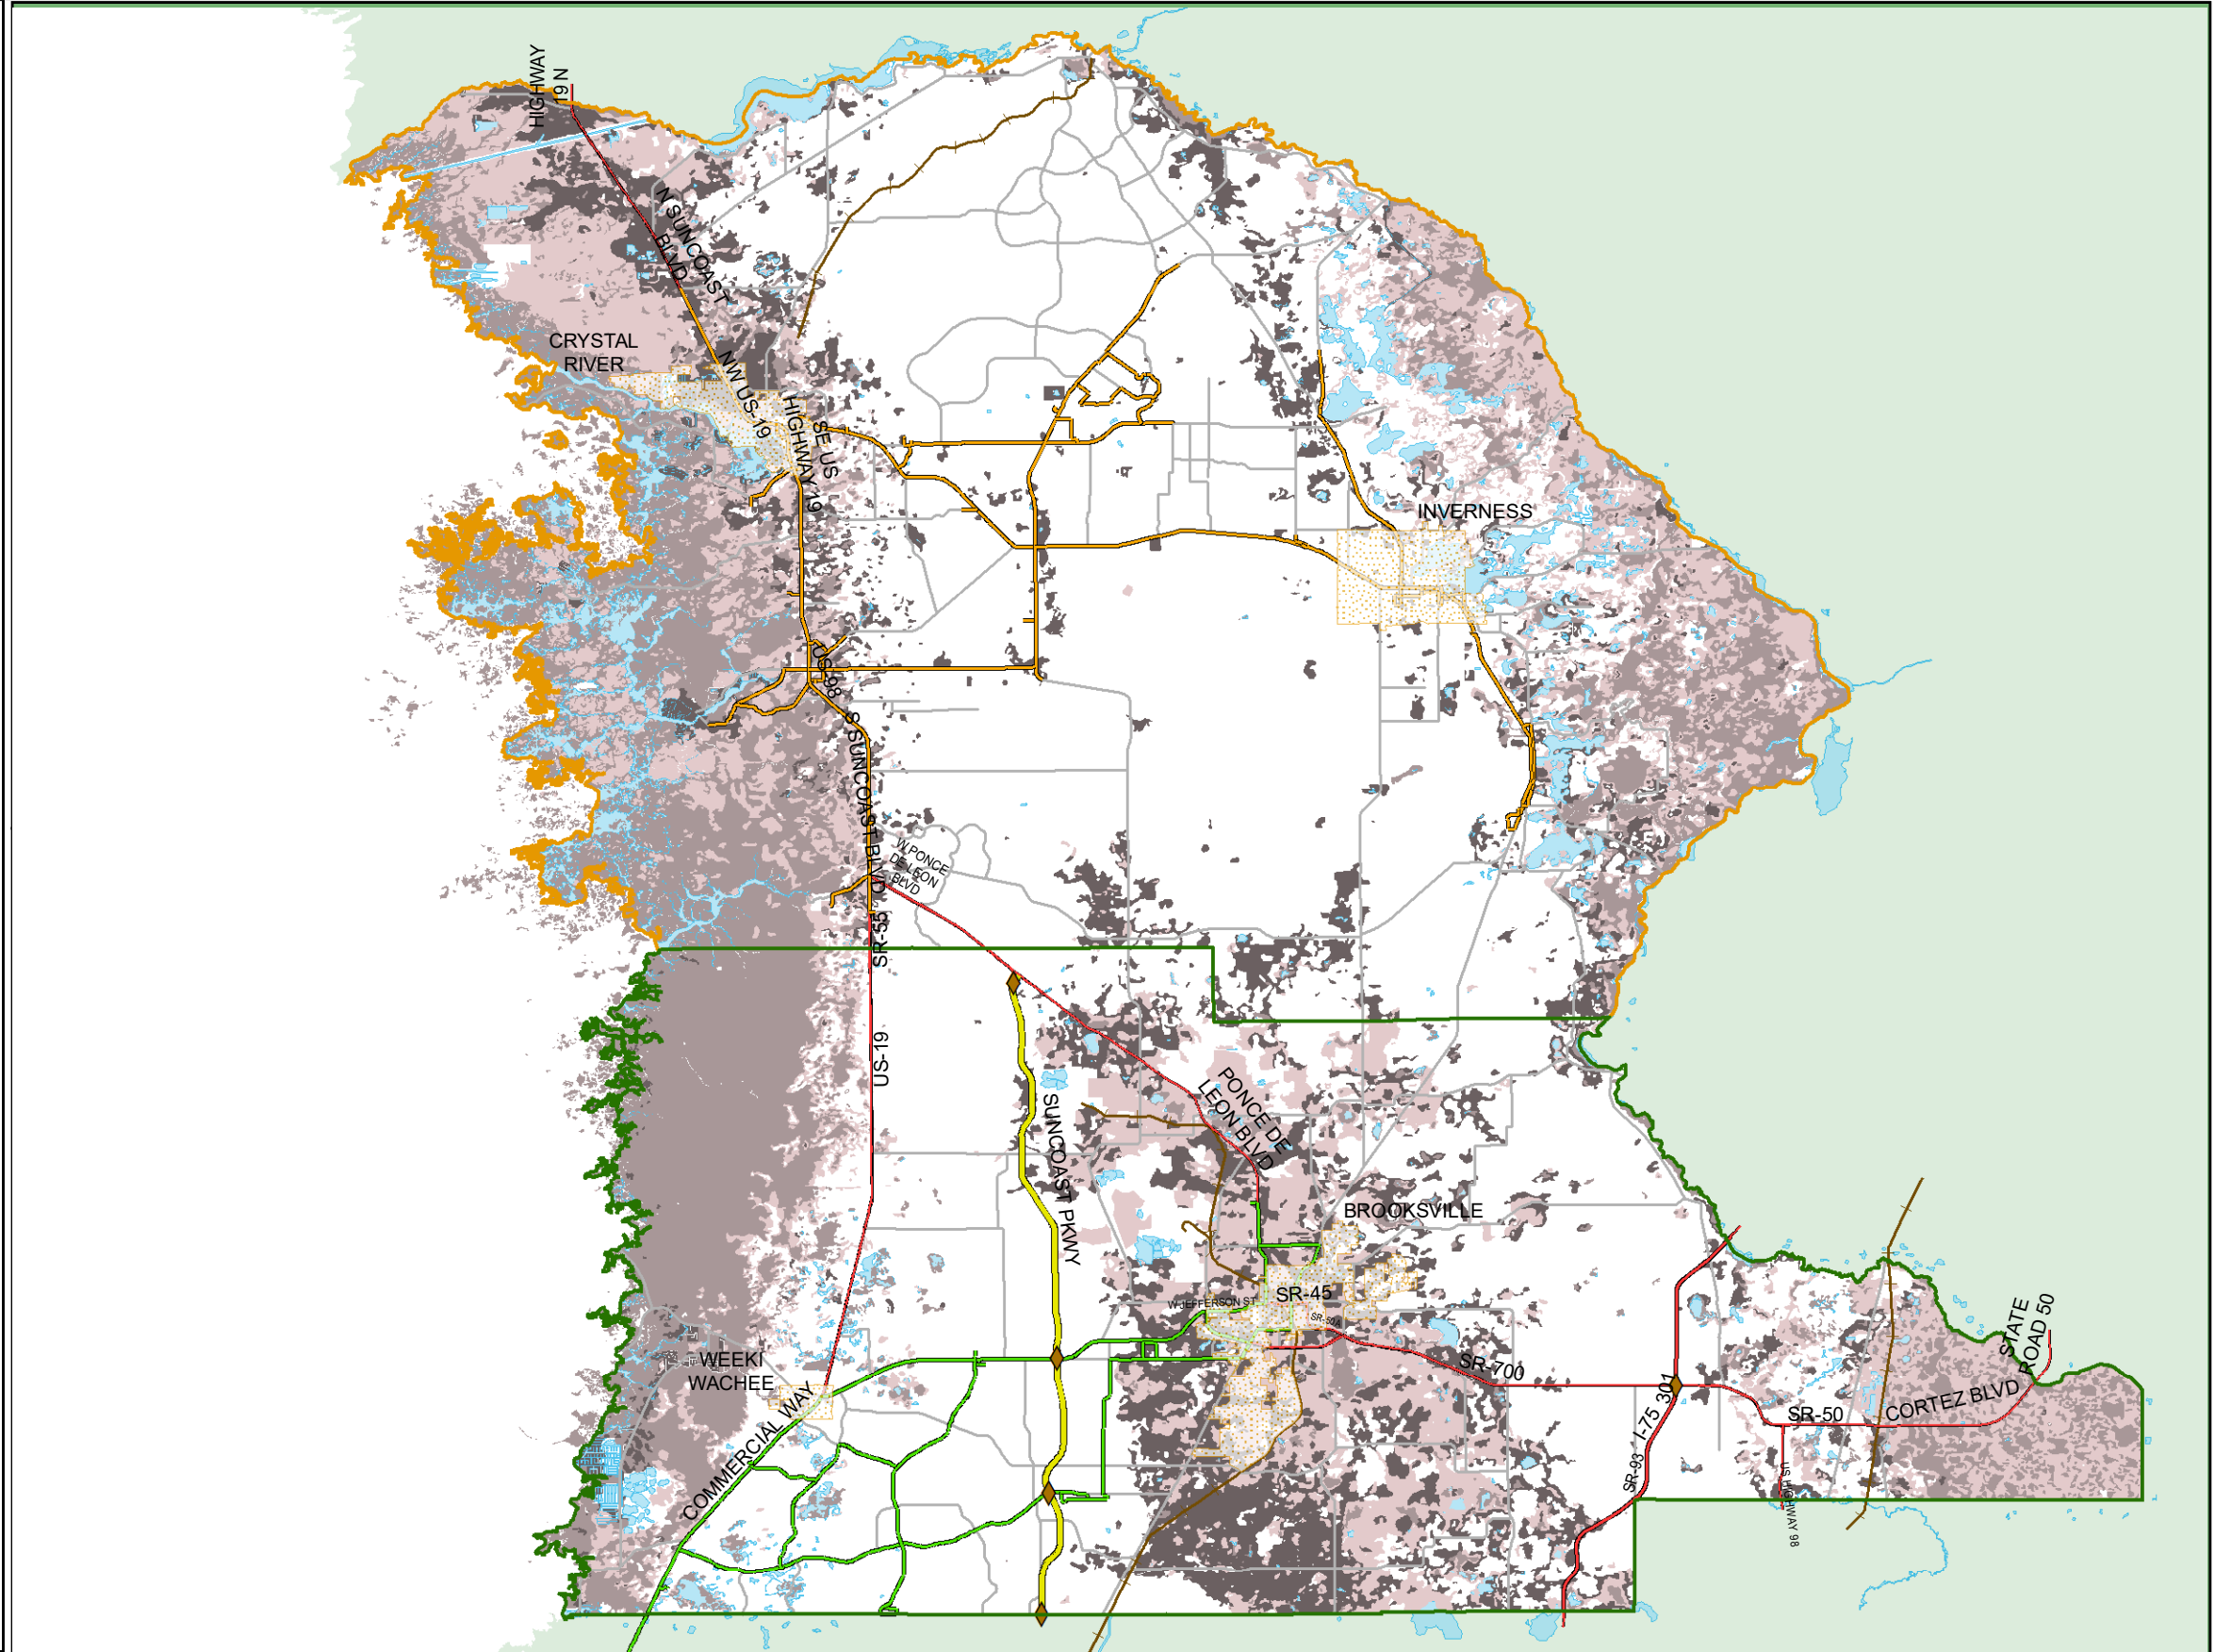 HIGHWAY
19 N
N SUNCOAST
BLVD
CRYSTAL
RIVER
NW US-19
SE US
HIGHWAY 19
INVERNESS
US-98
S SUNCOAST BLVD
W PONCE
DE LEON
BLVD
SR-55
US-19
SUNCOAST PKWY
PONCE DE
LEON BLVD
BROOKSVILLE
W JEFFERSON ST
SR-45
SR-50A
WEEKI
WACHEE
COMMERCIAL WAY
SR-700
301
I-75
SR-93
STATE
ROAD 50
CORTEZ BLVD
SR-50
US HIGHWAY 98